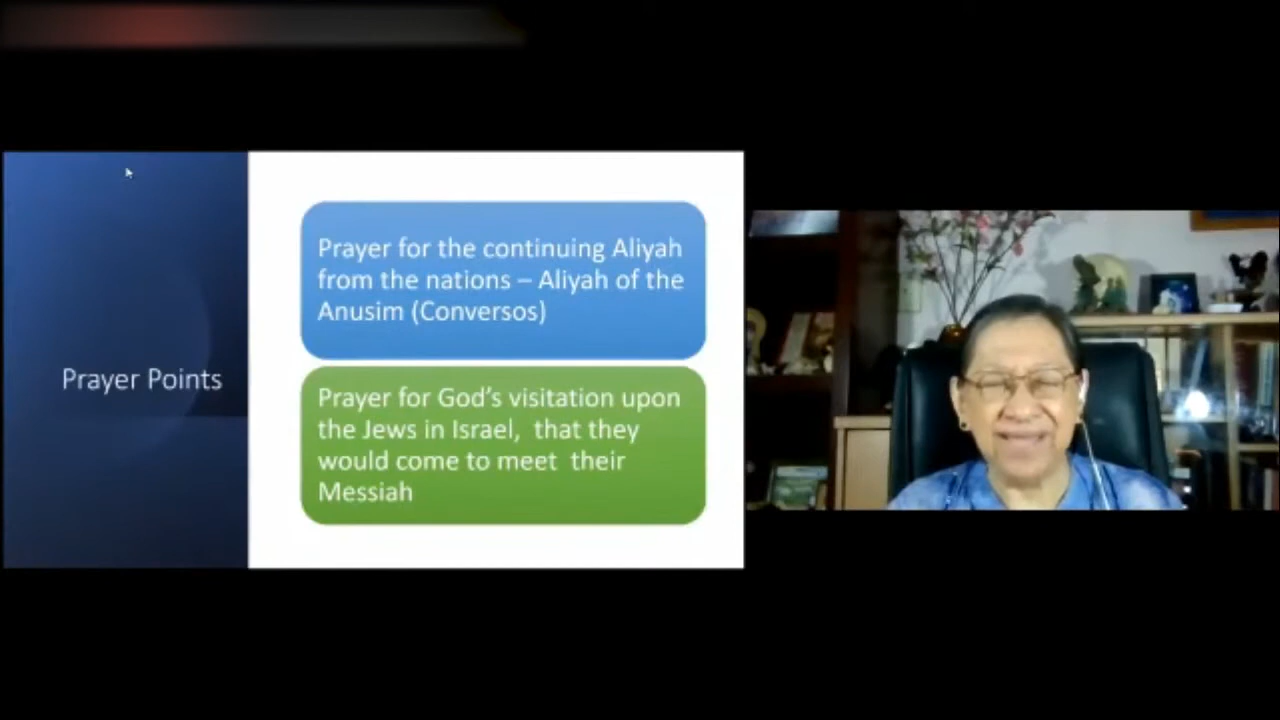 Prayer Points
Prayer for the continuing Aliyah
from the nations – Aliyah of the
Anusim (Conversos)
Prayer for God’s visitation upon
the Jews in Israel,  that they
would come to meet  their
Messiah